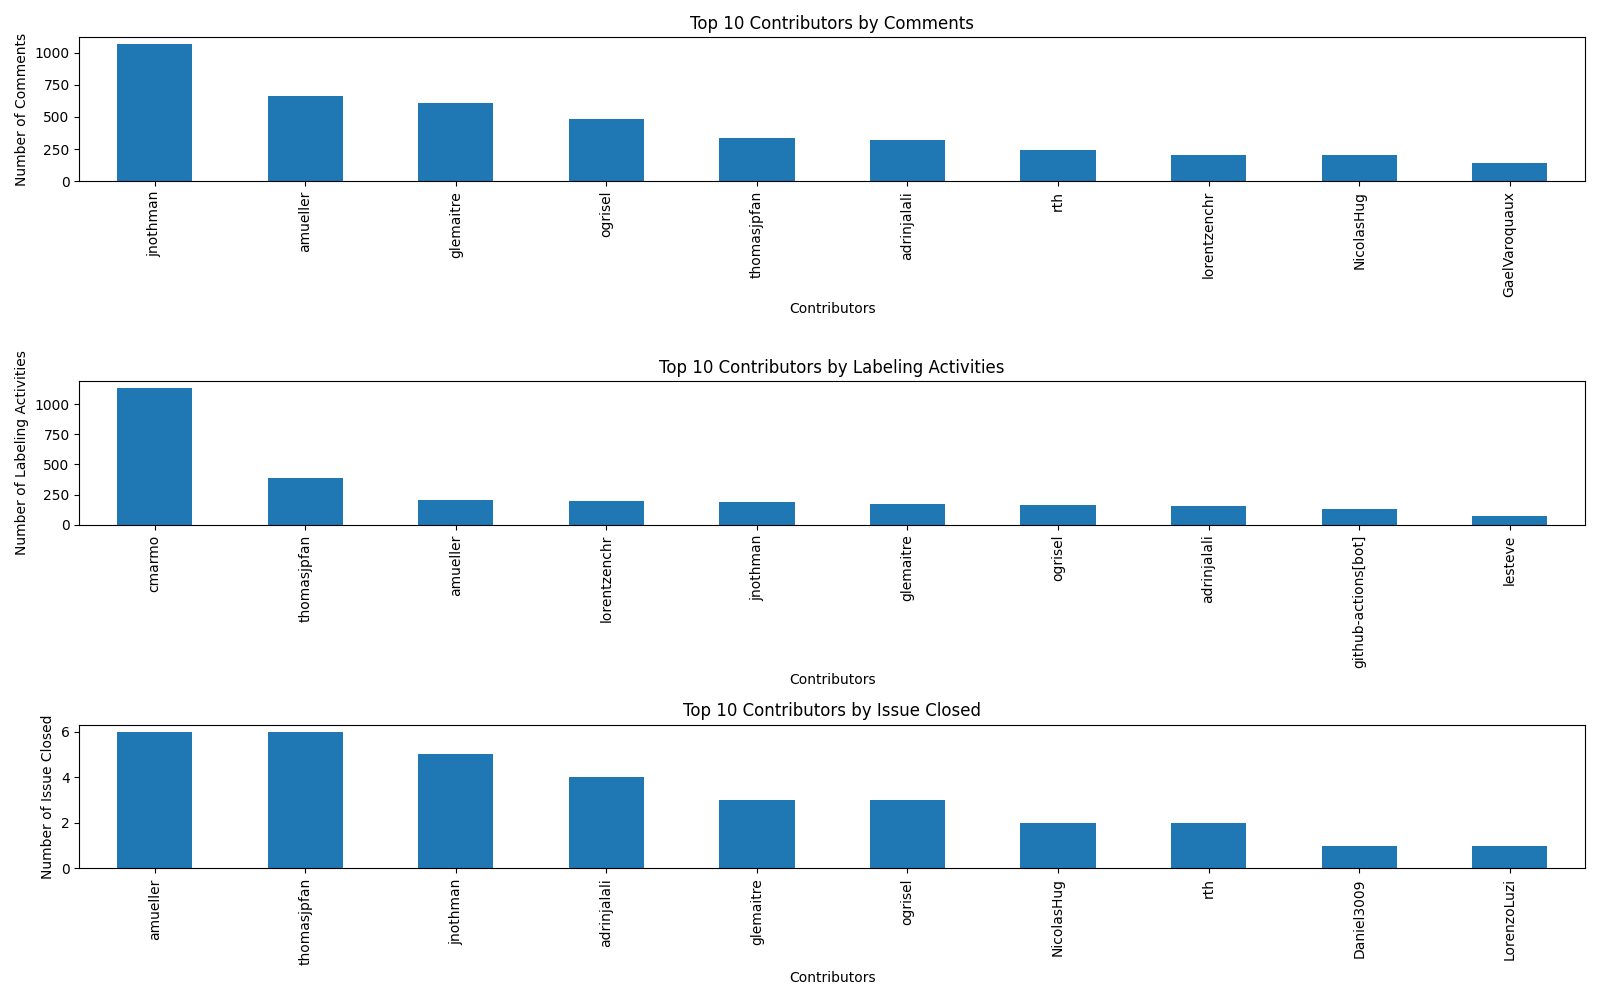 Top 10 Contributors by Comments
Number of Comments
1000
750
500
250
0
jnothman
amueller
glemaitre
ogrisel
thomasjpfan
adrinjalali
rth
lorentzenchr
NicolasHug
GaelVaroquaux
Contributors
Top 10 Contributors by Labeling Activities
Number of Labeling Activities
1000
750
500
250
0
cmarmo
thomasjpfan
amueller
lorentzenchr
jnothman
glemaitre
ogrisel
adrinjalali
github-actions[bot]
lesteve
Contributors
Top 10 Contributors by Issue Closed
Number of Issue Closed
6
4
2
0
amueller
thomasjpfan
jnothman
adrinjalali
glemaitre
ogrisel
NicolasHug
rth
Daniel3009
LorenzoLuzi
Contributors